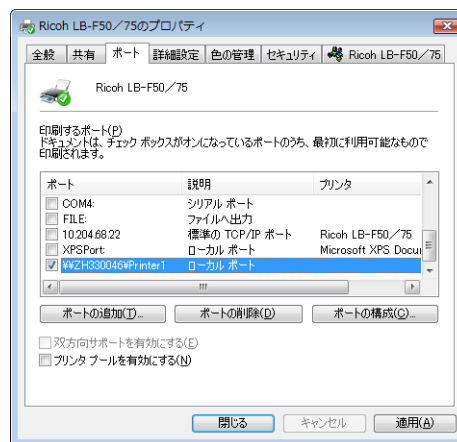 Ricoh LB-F50／75のプロパティ
全般 共有 ポート 詳細設定 色の管理 セキュリティ Ricoh LB-F50／75
Ricoh LB-F50／75
印刷するポート(P)
ドキュメントは、チェック ボックスがオンになっているポートのうち、最初に利用可能なもので
印刷されます。
ポート 説明 プリンタ
COM4: シリアル ポート
FILE: ファイルへ出力
10.204.68.22 標準の TCP/IP ポート Ricoh LB-F50／75
XPSPort: ローカル ポート Microsoft XPS Docu
¥¥ZH330046¥Printer1 ローカル ポート
ポートの追加(T)... ポートの削除(D) ポートの構成(C)...
双方向サポートを有効にする(E)
プリンタ プールを有効にする(N)
閉じる キャンセル 適用(A)